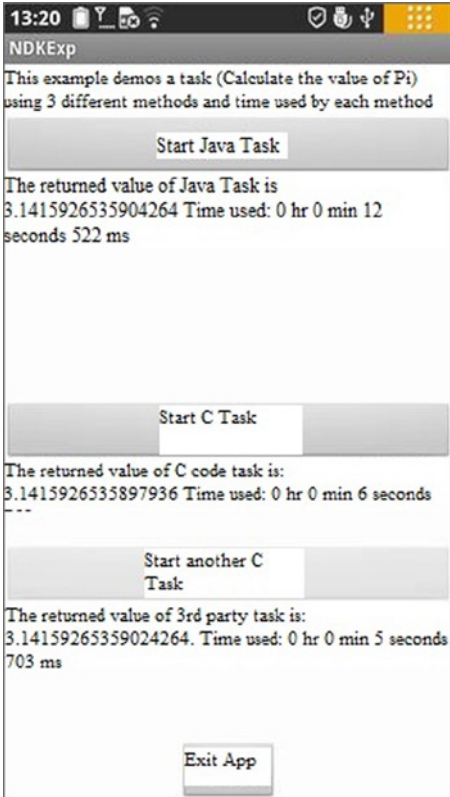 13:20
NDKExp
This example demos a task (Calculate the value of Pi)
using 3 different methods and time used by each method
Start Java Task
The returned value of Java Task is
3.1415926535904264 Time used: 0 hr 0 min 12
seconds 522 ms
Start C Task
The returned value of C code task is:
3.1415926535897936 Time used: 0 hr 0 min 6 seconds
Start another C
Task
The returned value of 3rd party task is:
3.14159265359024264. Time used: 0 hr 0 min 5 seconds
703 ms
Exit App